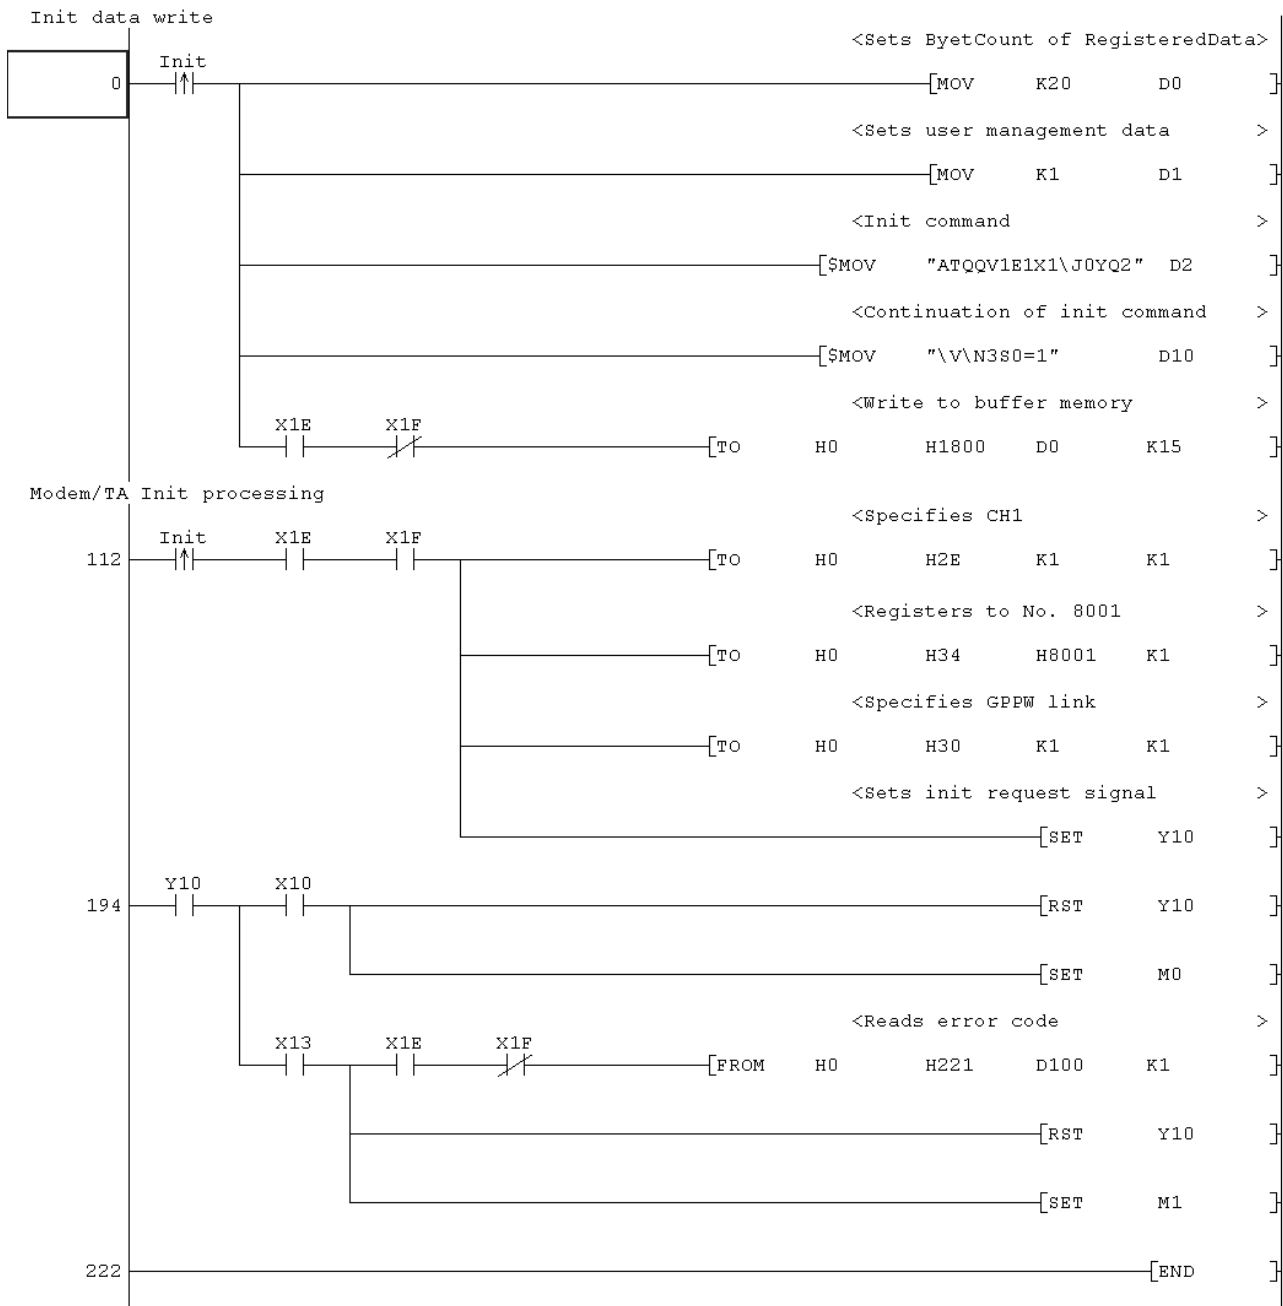 Init data write
<Sets ByetCount of RegisteredData>
Init
0 [MOV K20 D0 ]
<Sets user management data >
[MOV K1 D1 ]
<Init command >
[$MOV "ATQQV1E1X1\J0YQ2" D2 ]
<Continuation of init command >
[$MOV "\V\N3S0=1" D10 ]
<Write to buffer memory >
X1E X1F
[TO H0 H1800 D0 K15 ]
Modem/TA Init processing
<Specifies CH1 >
Init X1E X1F
112 [TO H0 H2E K1 K1 ]
<Registers to No. 8001 >
[TO H0 H34 H8001 K1 ]
<Specifies GPPW link >
[TO H0 H30 K1 K1 ]
<Sets init request signal >
[SET Y10 ]
Y10 X10
194 [RST Y10 ]
[SET M0 ]
<Reads error code >
X13 X1E X1F
[FROM H0 H221 D100 K1 ]
[RST Y10 ]
[SET M1 ]
222 [END ]